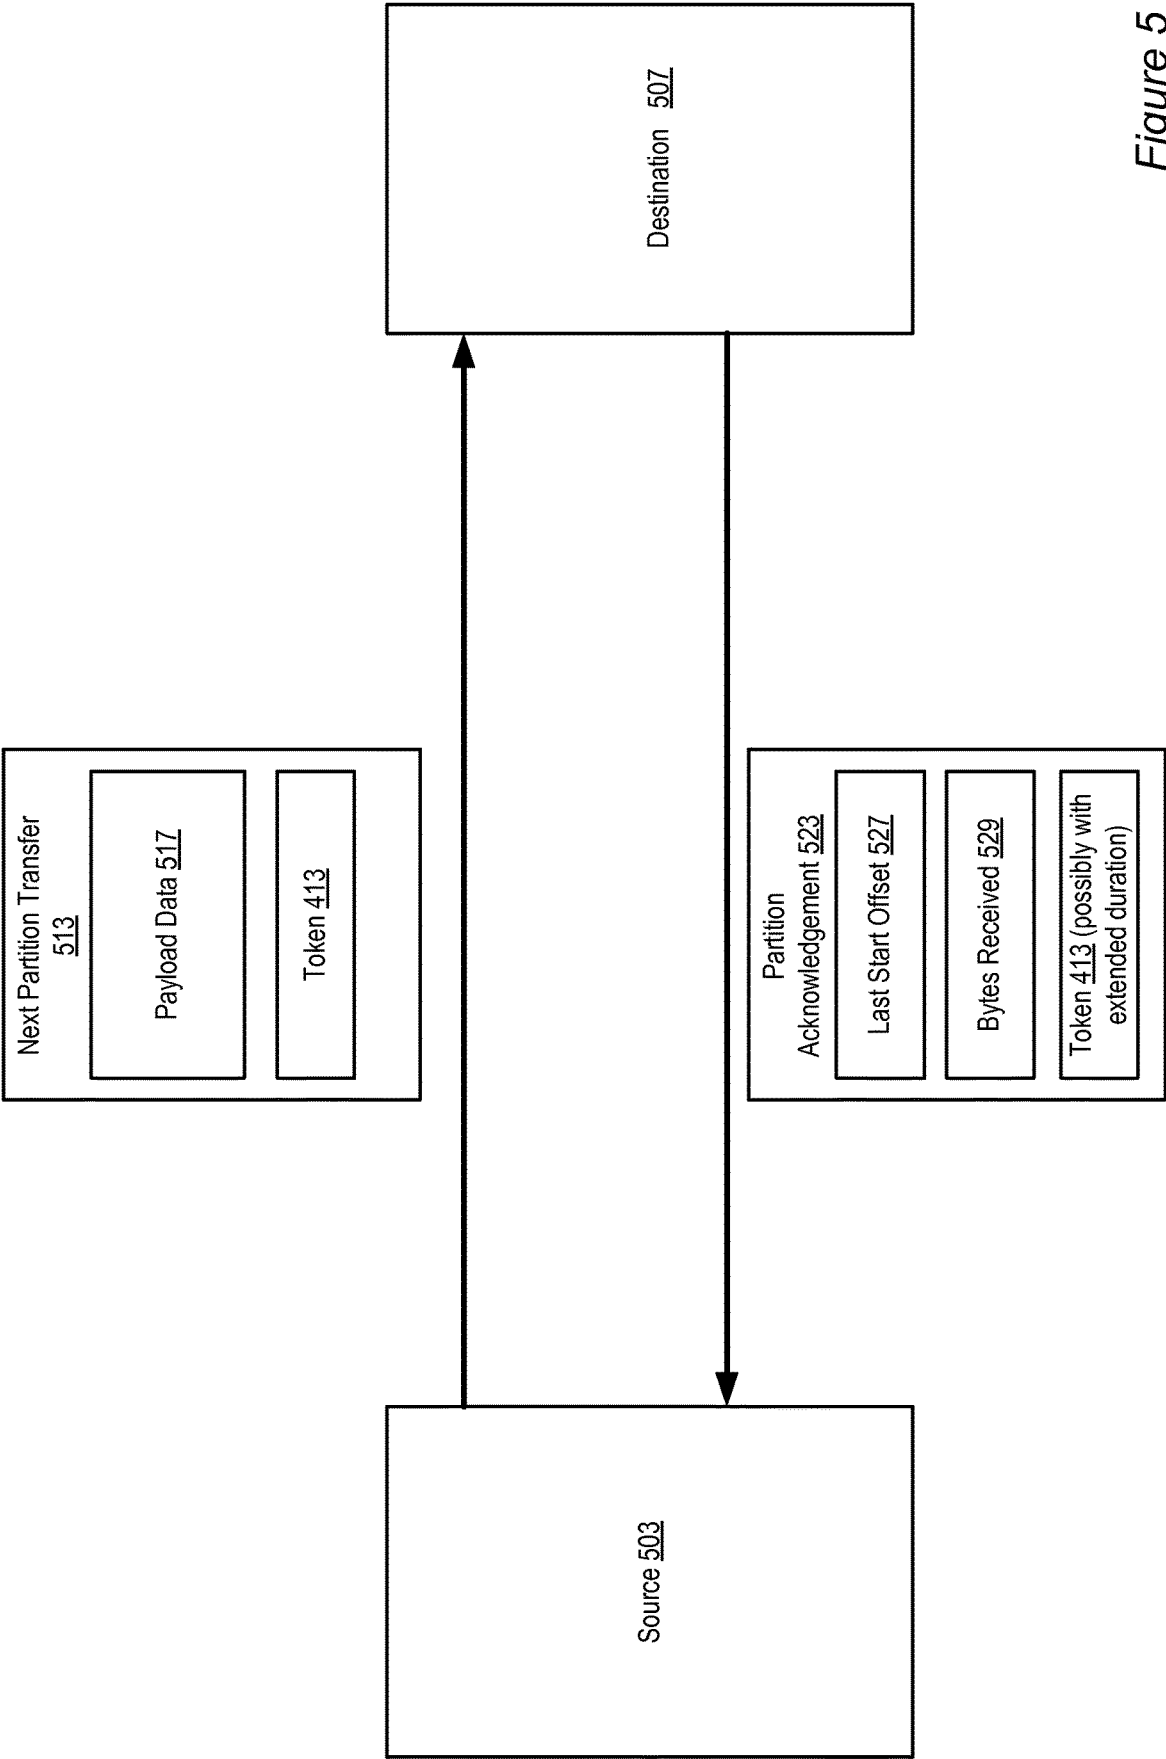 Next Partition Transfer
513
Payload Data 517
Token 413
Source 503
Destination 507
Partition
Acknowledgement 523
Last Start Offset 527
Bytes Received 529
Token 413 (possibly with
extended duration)
Figure 5